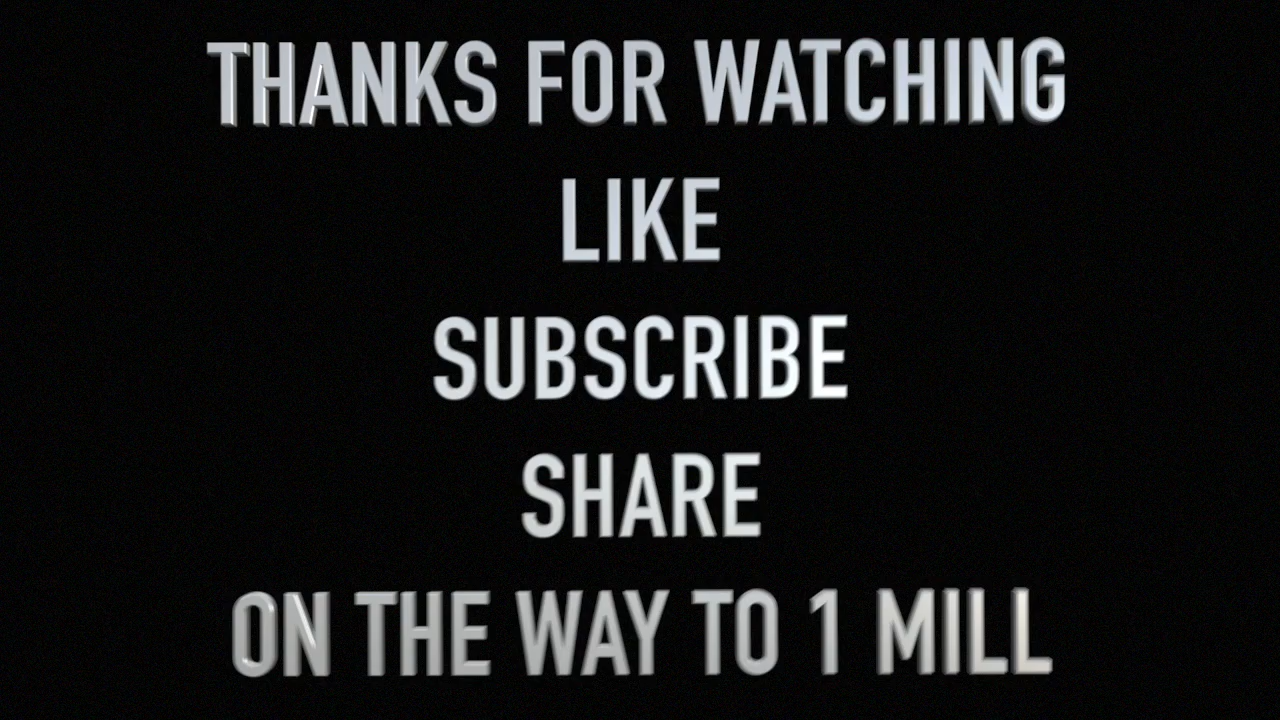 THANKS FOR WATCHING
LIKE
SUBSCRIBE
SHARE
ON THE WAY TO 1 MILL